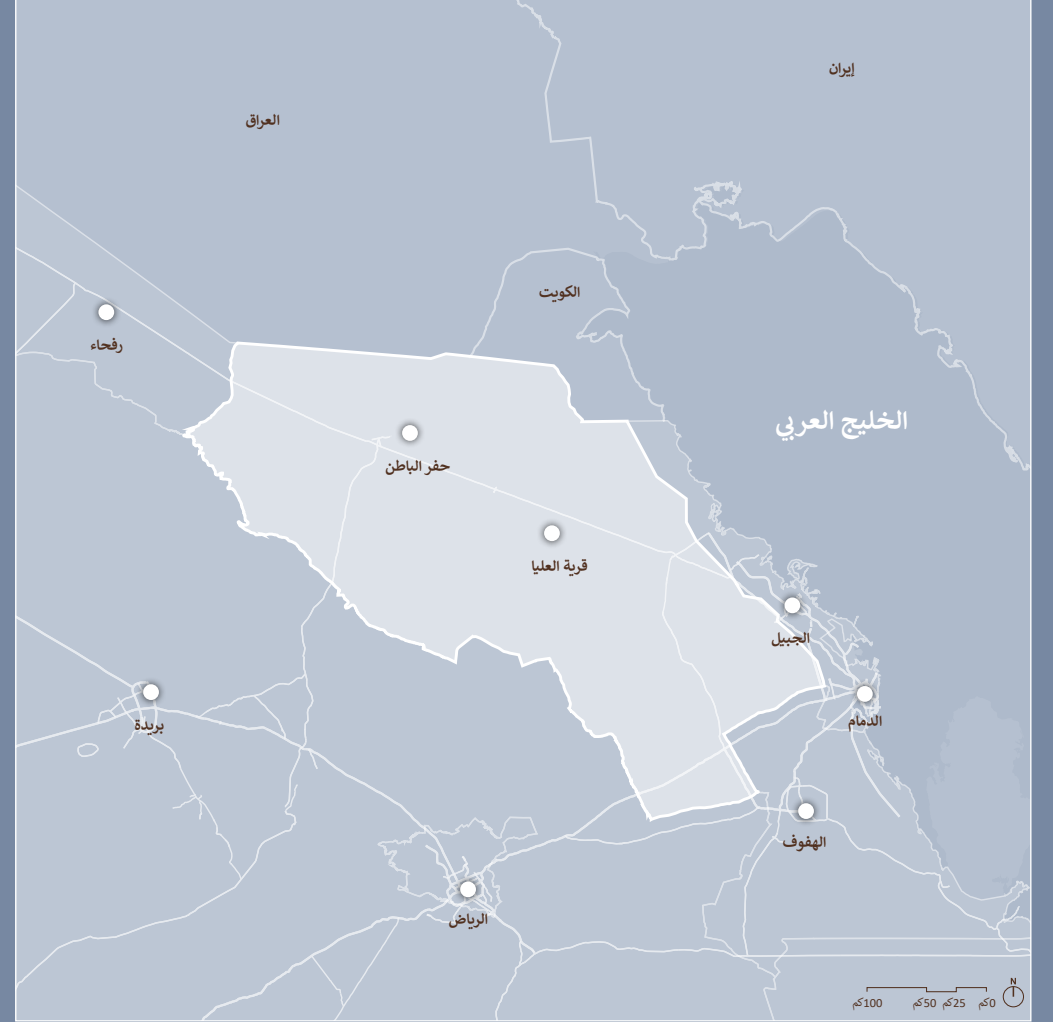 إيران
العراق
الكويت
رفحاء
الخليج العربي
حفر الباطن
قرية العليا
الجبيل
الدمام
بريدة
الهفوف
الرياض
N
0كم 25كم 50كم 100كم